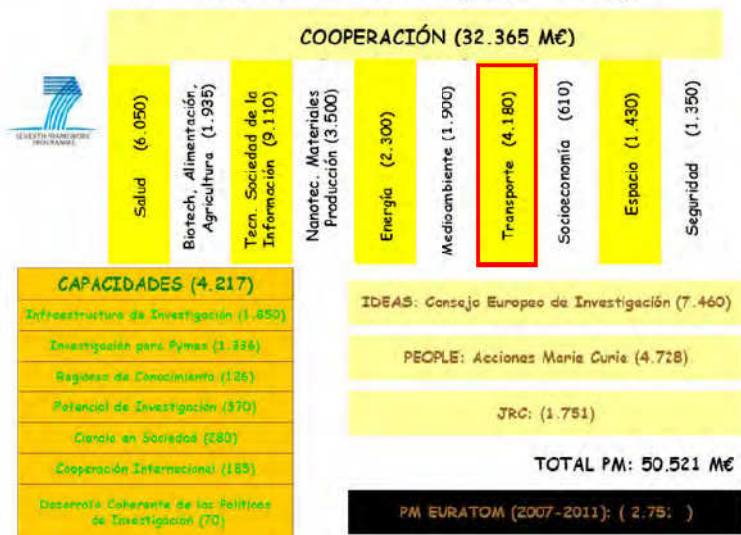 COOPERACIÓN (32.365 M€)
SEVENTH FRAMEWORK
PROGRAMME
Salud (6.050)
Biotech, Alimentación,
Agricultura (1.935)
Tecn. Sociedad de la
Información (9.110)
Nanotec. Materiales
Producción (3.500)
Energía (2.300)
Medioambiente (1.900)
Transporte (4.180)
Socioeconomía (610)
Espacio (1.430)
Seguridad (1.350)
CAPACIDADES (4.217)
Infraestructura de Investigación (1.850)
Investigación para Pymes (1.336)
Regiones de Conocimiento (126)
Potencial de Investigación (370)
Ciencia en Sociedad (280)
Cooperación Internacional (185)
Desarrollo Coherente de las Políticas
de Investigación (70)
IDEAS: Consejo Europeo de Investigación (7.460)
PEOPLE: Acciones Marie Curie (4.728)
JRC: (1.751)
TOTAL PM: 50.521 M€
PM EURATOM (2007-2011): ( 2.75 )